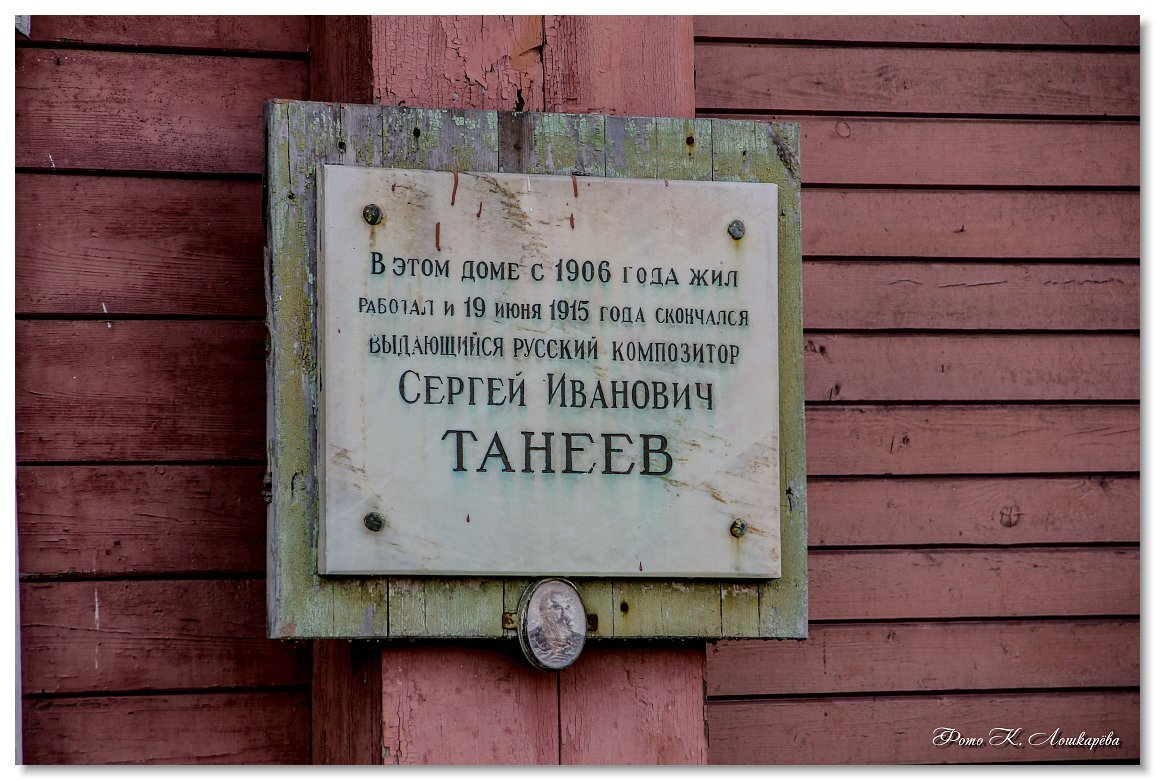 В этом доме с 1906 года жил
работал и 19 июня 1915 года скончался
выдающийся русский композитор
Сергей Иванович
ТАНЕЕВ
Фото К. Лошкарёва